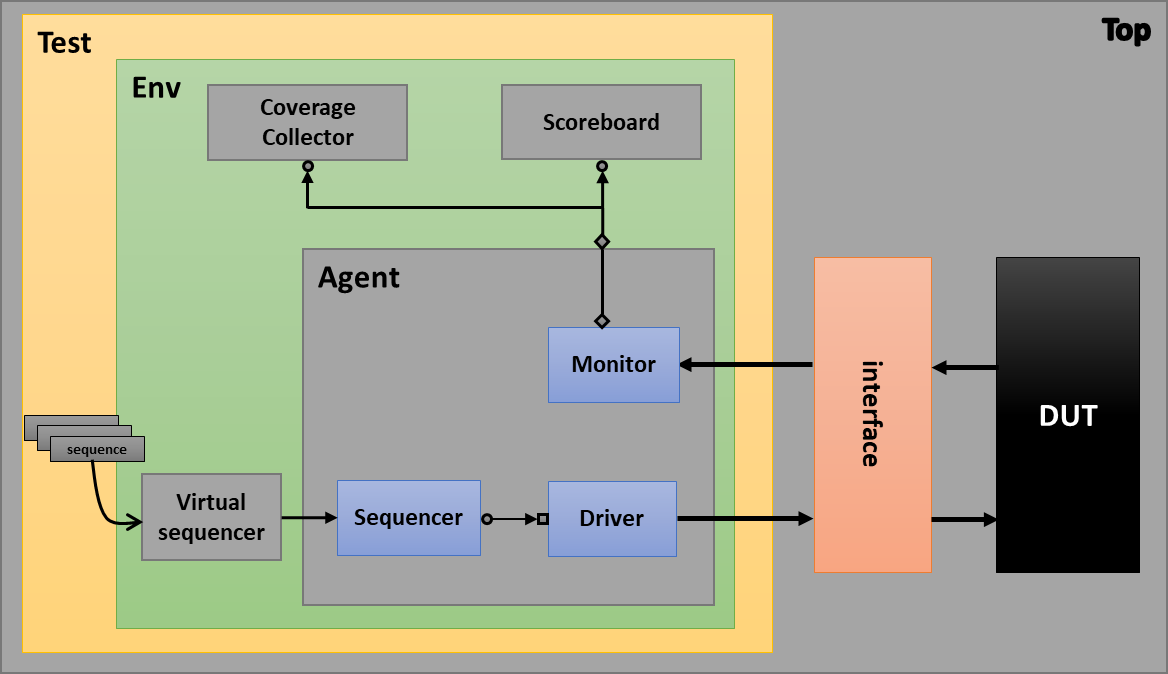 Top
Test
Env
Coverage
Collector
Scoreboard
Agent
Monitor
interface
DUT
sequence
Virtual
sequencer
Sequencer
Driver